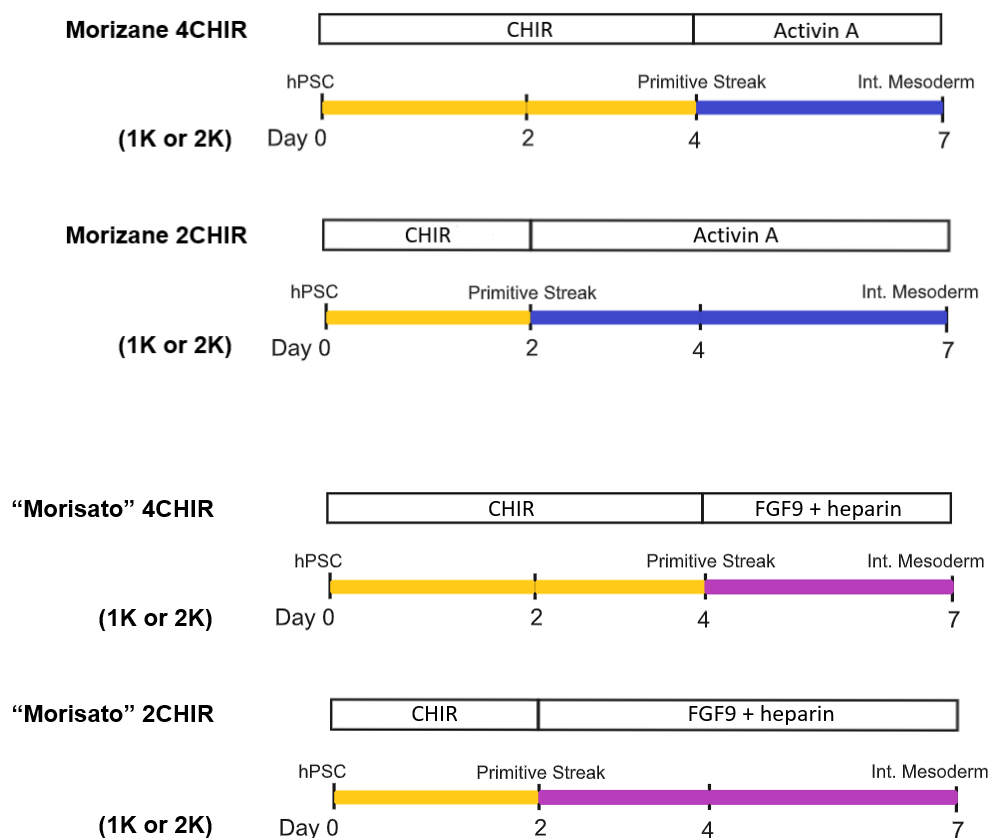 Morizane 4CHIR
CHIR
Activin A
hPSC
Primitive Streak
Int. Mesoderm
(1K or 2K)
Day 0
2
4
7
Morizane 2CHIR
CHIR
Activin A
hPSC
Primitive Streak
Int. Mesoderm
(1K or 2K)
Day 0
2
4
7
“Morisato” 4CHIR
CHIR
FGF9 + heparin
hPSC
Primitive Streak
Int. Mesoderm
(1K or 2K)
Day 0
2
4
7
“Morisato” 2CHIR
CHIR
FGF9 + heparin
hPSC
Primitive Streak
Int. Mesoderm
(1K or 2K)
Day 0
2
4
7